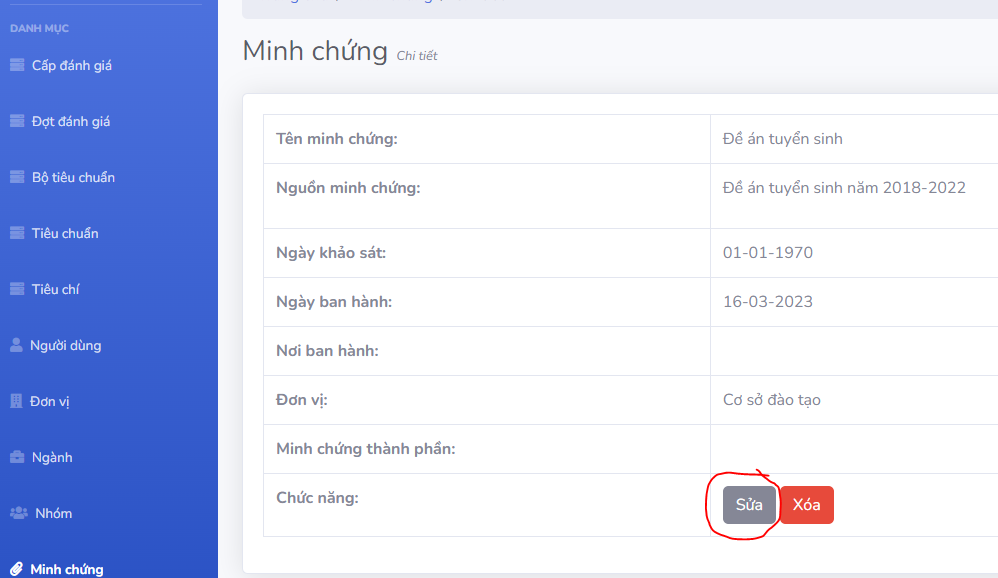 DANH MỤC
Cấp đánh giá
Đợt đánh giá
Bộ tiêu chuẩn
Tiêu chuẩn
Tiêu chí
Người dùng
Đơn vị
Ngành
Nhóm
Minh chứng
Minh chứng Chi tiết
Tên minh chứng: Đề án tuyển sinh
Nguồn minh chứng: Đề án tuyển sinh năm 2018-2022
Ngày khảo sát: 01-01-1970
Ngày ban hành: 16-03-2023
Nơi ban hành:
Đơn vị: Cơ sở đào tạo
Minh chứng thành phần:
Chức năng: Sửa Xóa